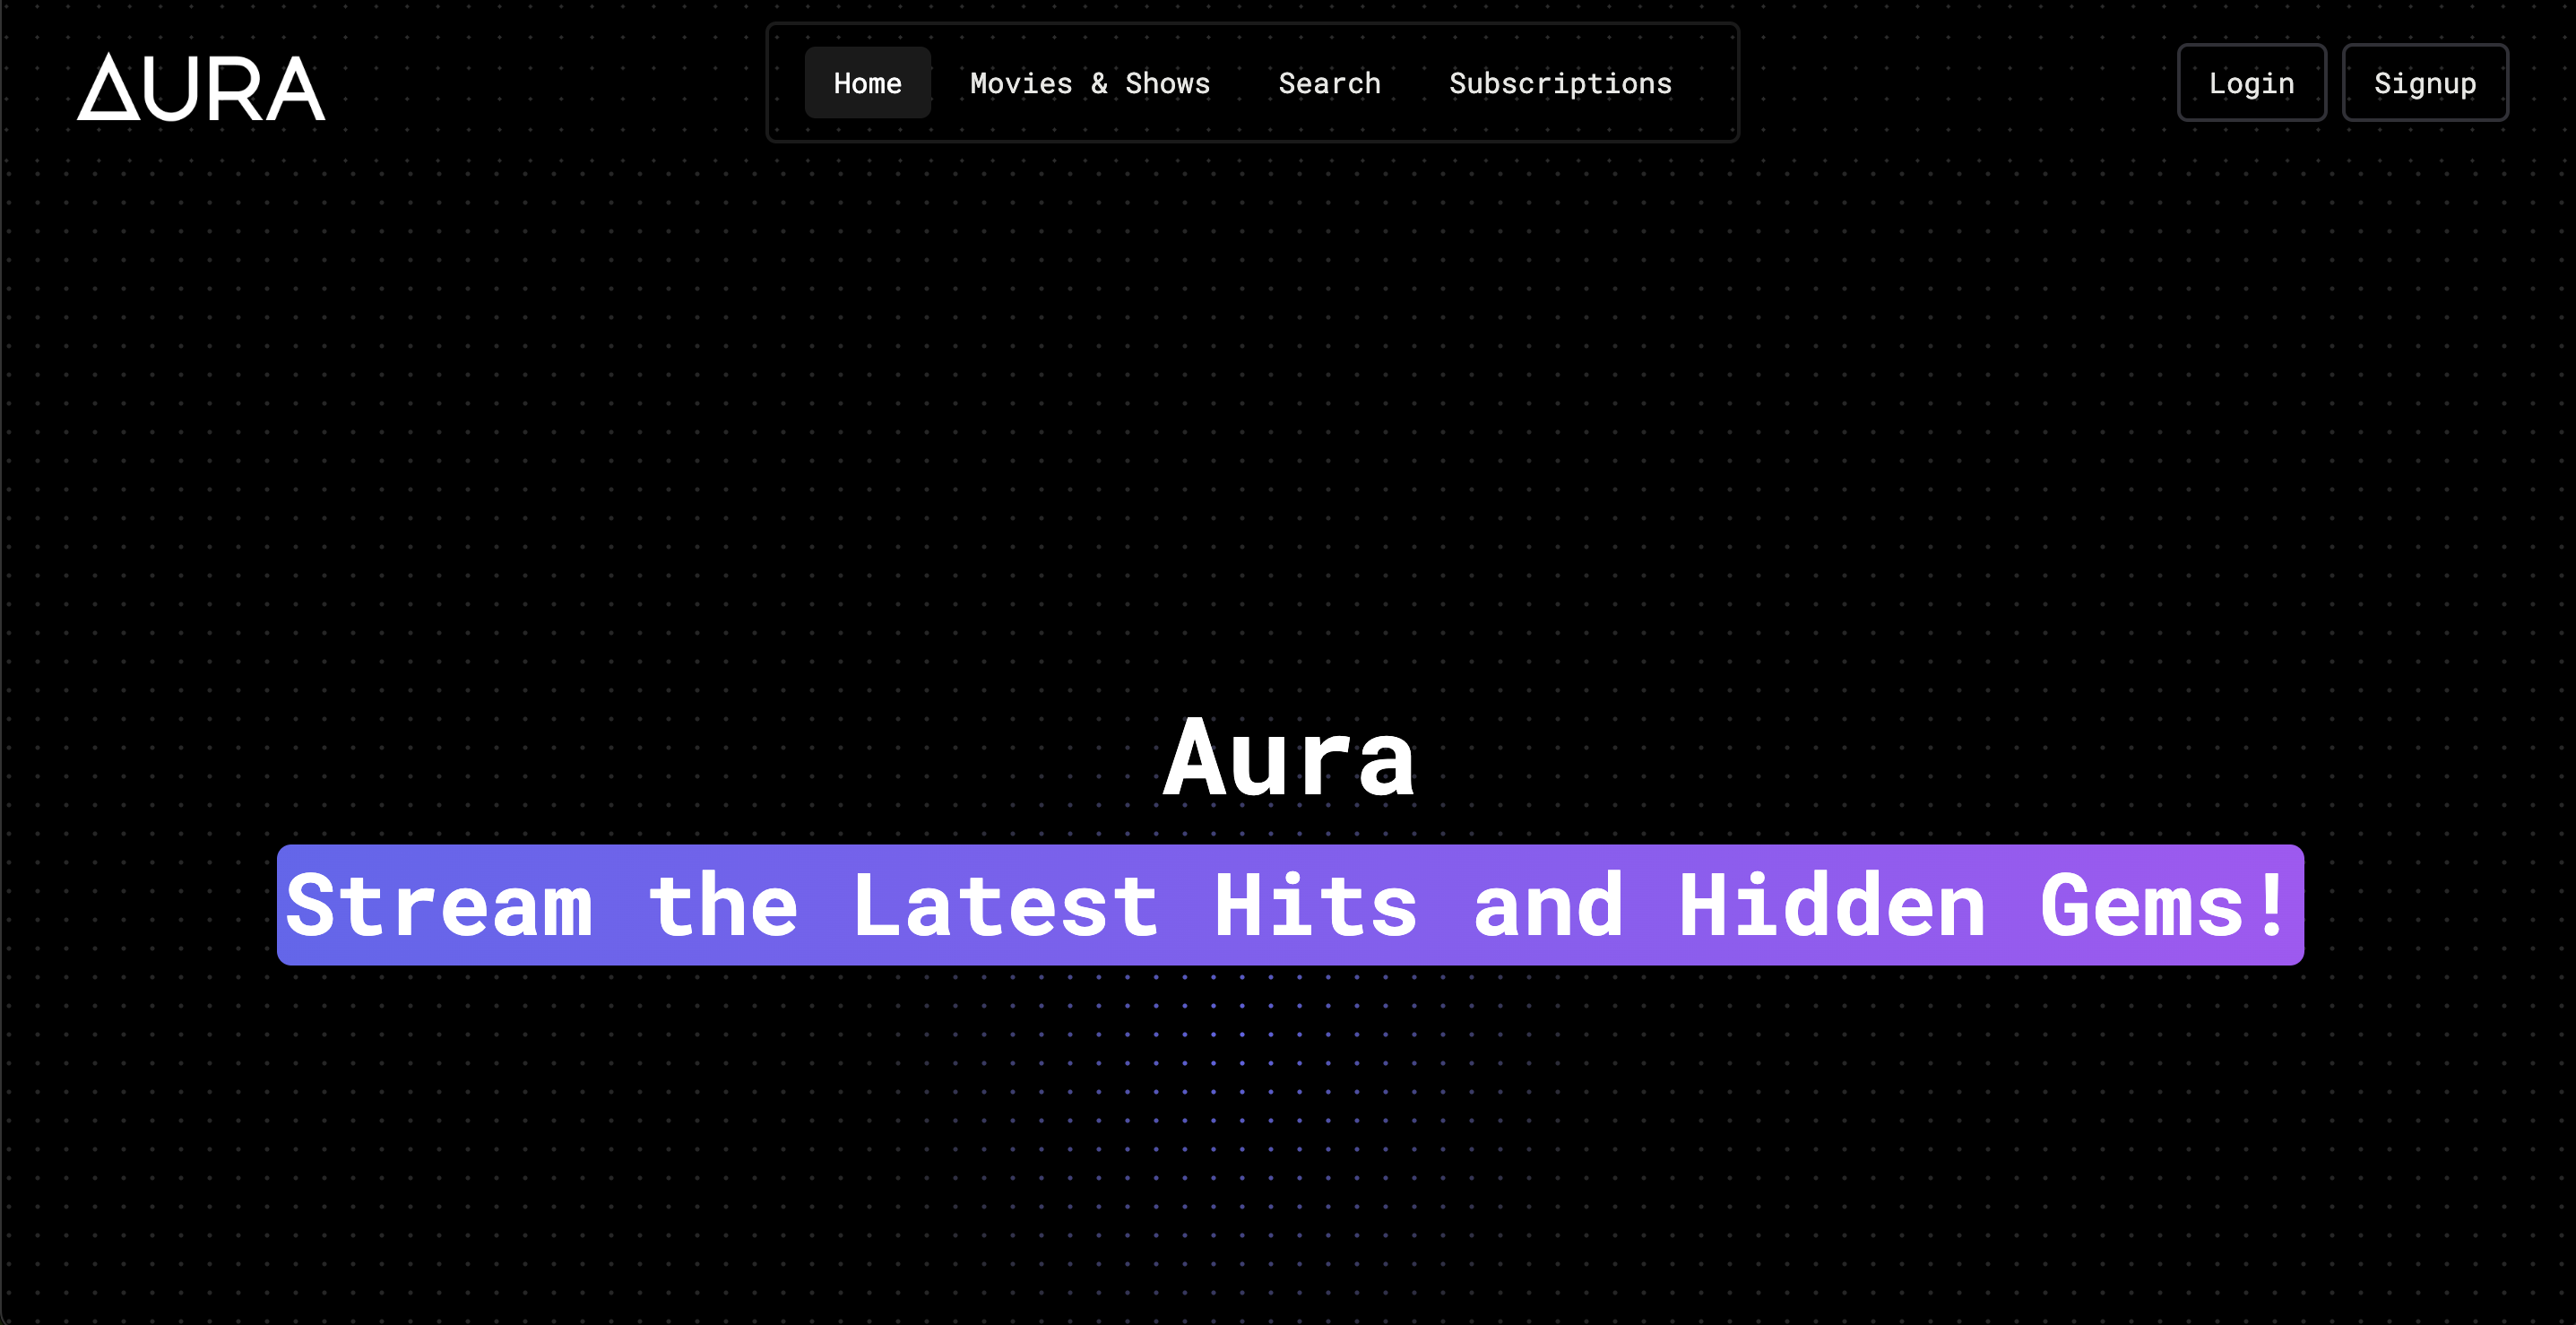 AURA
Home Movies & Shows Search Subscriptions
Login Signup
Aura
Stream the Latest Hits and Hidden Gems!